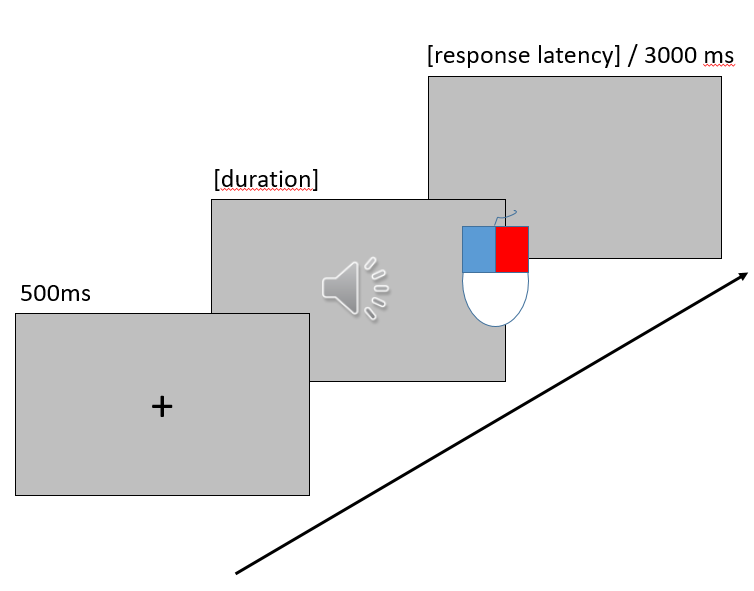 [response latency] / 3000 ms
[duration]
500ms
+